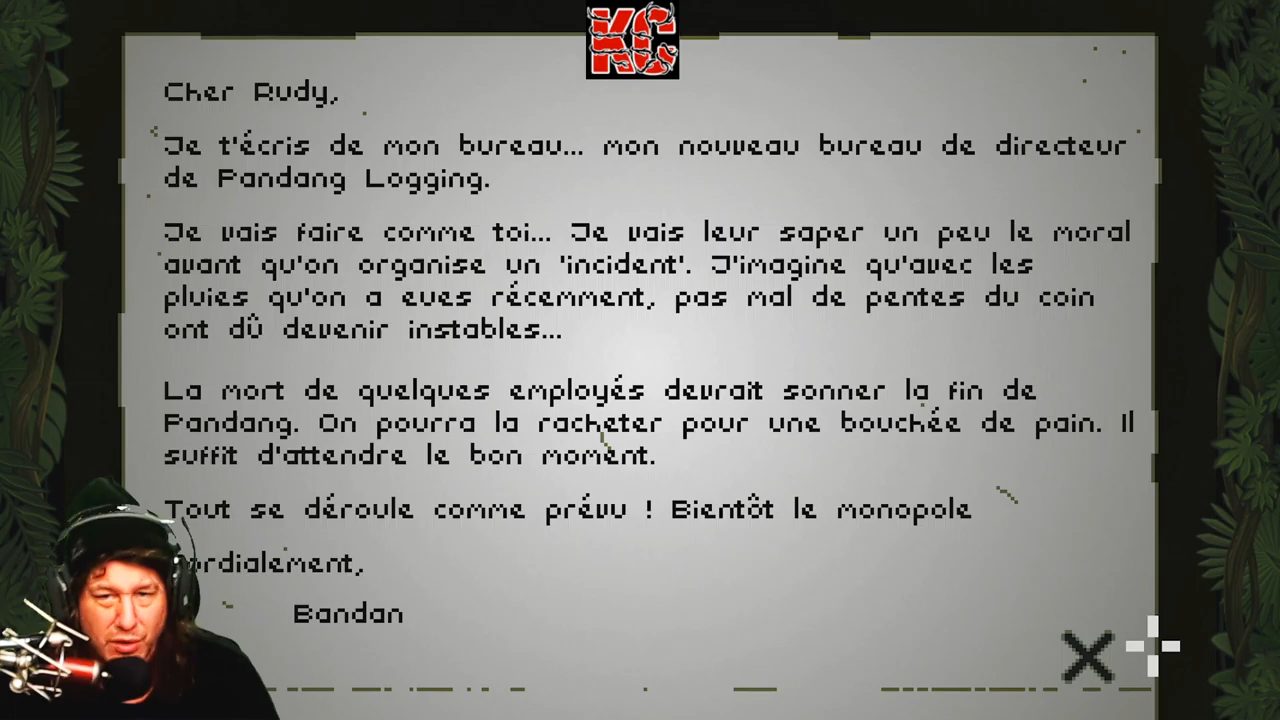 KC
Cher Rudy,
Je t'écris de mon bureau... mon nouveau bureau de directeur
de Pandang Logging.
Je vais faire comme toi... Je vais leur saper un peu le moral
avant qu'on organise un 'incident'. J'imagine qu'avec les
pluies qu'on a eues récemment, pas mal de pentes du coin
ont dû devenir instables...
La mort de quelques employés devrait sonner la fin de
Pandang. On pourra la racheter pour une bouchée de pain. Il
suffit d'attendre le bon moment.
Tout se déroule comme prévu ! Bientôt le monopole
ordialement,
Bandan